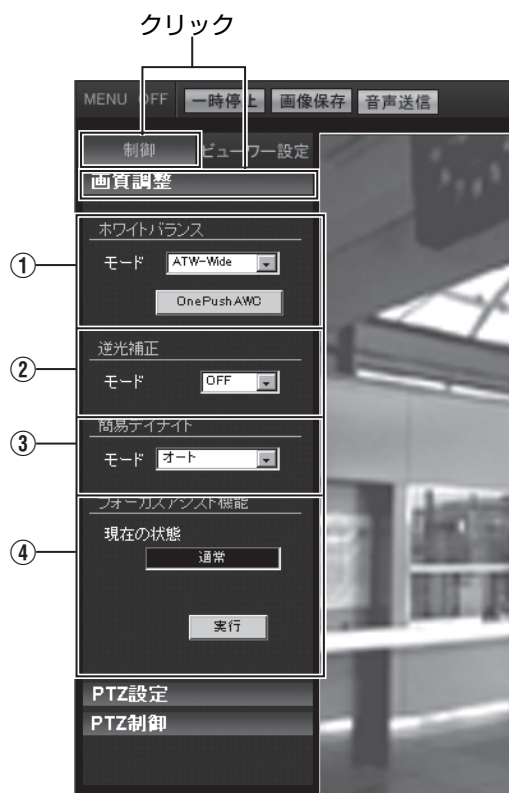 クリック
MENU OFF 一時停止 画像保存 音声送信
制御 ビューワー設定
画質調整
ホワイトバランス
① モード ATW-Wide
OnePushAWC
逆光補正
② モード OFF
簡易デイナイト
③ モード オート
フォーカスアシスト機能
④ 現在の状態
通常
実行
PTZ設定
PTZ制御